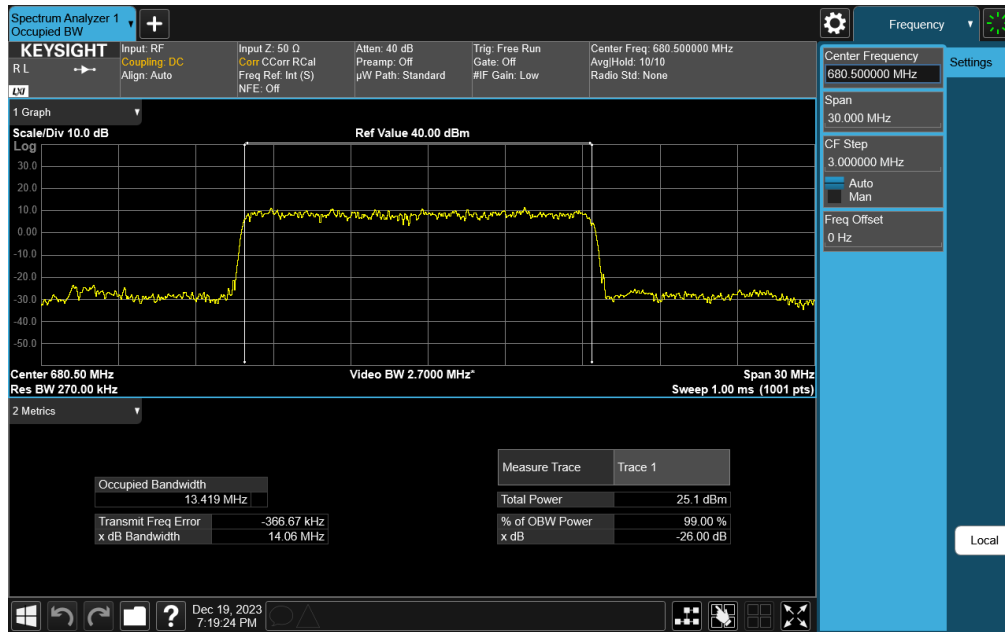 Spectrum Analyzer 1
Occupied BW
Frequency
KEYSIGHT
R L
LXI
Input: RF
Coupling: DC
Align: Auto
Input Z: 50 Ω
Corr CCorr RCal
Freq Ref: Int (S)
NFE: Off
Atten: 40 dB
Preamp: Off
µW Path: Standard
Trig: Free Run
Gate: Off
#IF Gain: Low
Center Freq: 680.500000 MHz
Avg|Hold: 10/10
Radio Std: None
Center Frequency
680.500000 MHz
Settings
Span
30.000 MHz
CF Step
3.000000 MHz
Auto
Man
Freq Offset
0 Hz
1 Graph
Scale/Div 10.0 dB
Ref Value 40.00 dBm
Log
30.0
20.0
10.0
0.00
-10.0
-20.0
-30.0
-40.0
-50.0
Center 680.50 MHz
Video BW 2.7000 MHz*
Span 30 MHz
Res BW 270.00 kHz
Sweep 1.00 ms (1001 pts)
2 Metrics
Measure Trace Trace 1
Occupied Bandwidth
13.419 MHz
Total Power 25.1 dBm
Transmit Freq Error -366.67 kHz
% of OBW Power 99.00 %
x dB Bandwidth 14.06 MHz
x dB -26.00 dB
Local
?
Dec 19, 2023
7:19:24 PM